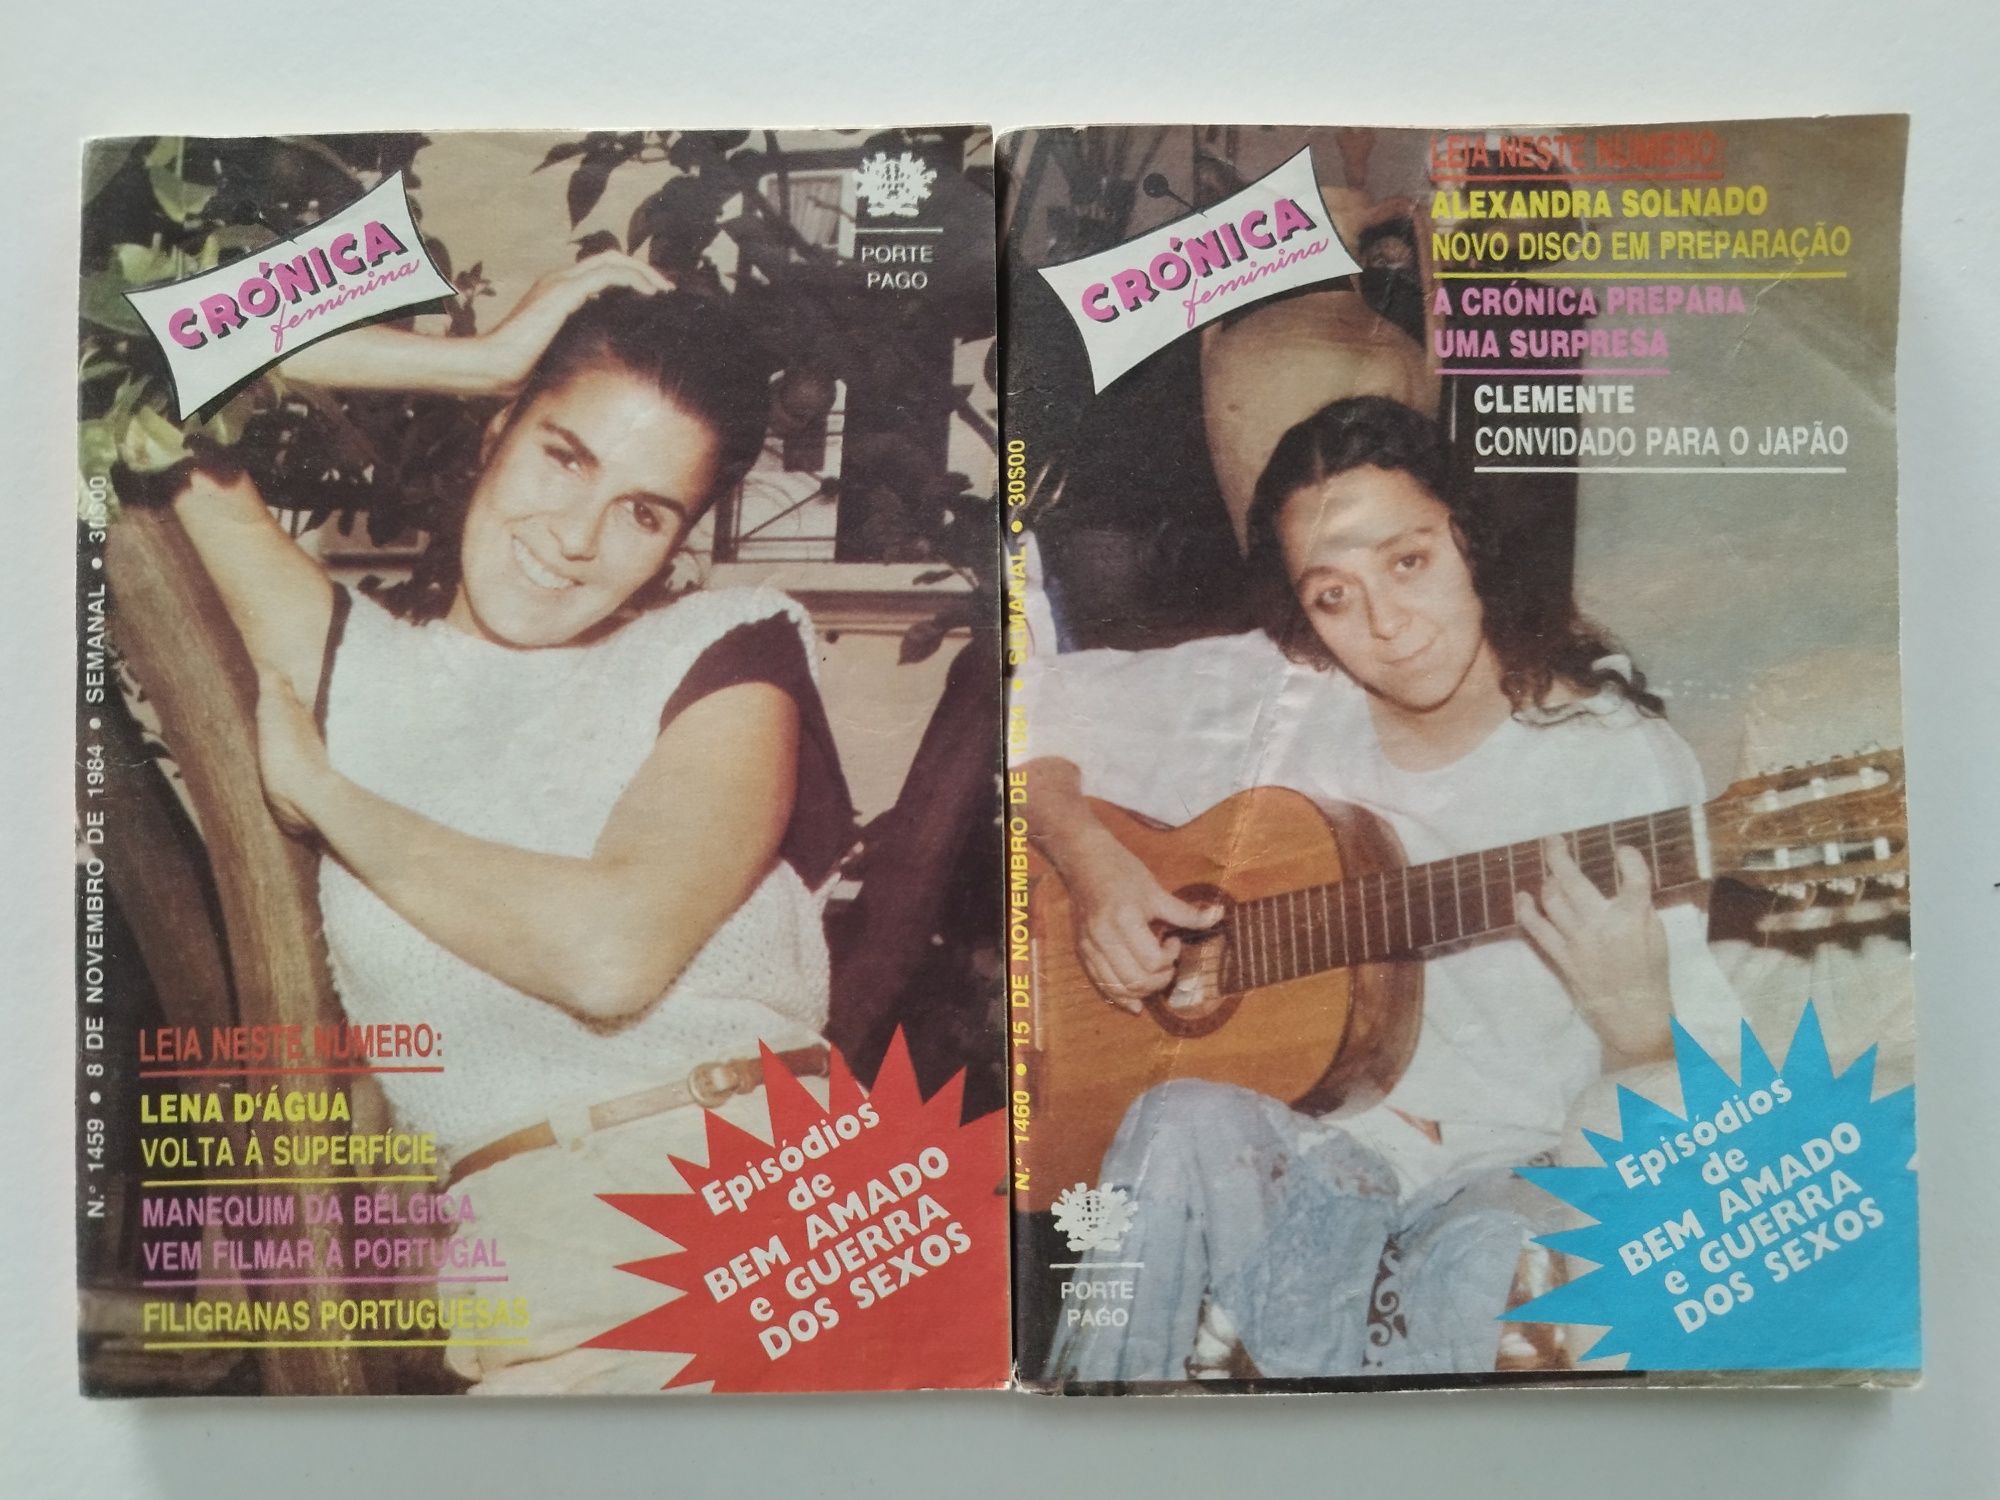 CRÓNICA
feminina
PORTE
PAGO
N.° 1459 • 8 DE NOVEMBRO DE 1984 • SEMANAL • 30$00
LEIA NESTE NÚMERO:
LENA D'ÁGUA
VOLTA À SUPERFÍCIE
MANEQUIM DA BÉLGICA
VEM FILMAR A PORTUGAL
FILIGRANAS PORTUGUESAS
Episódios
de
BEM AMADO
e GUERRA
DOS SEXOS
CRÓNICA
feminina
LEIA NESTE NÚMERO:
ALEXANDRA SOLNADO
NOVO DISCO EM PREPARAÇÃO
A CRÓNICA PREPARA
UMA SURPRESA
CLEMENTE
CONVIDADO PARA O JAPÃO
N.° 1460 • 15 DE NOVEMBRO DE 1984 • SEMANAL • 30$00
PORTE
PAGO
Episódios
de
BEM AMADO
e GUERRA
DOS SEXOS